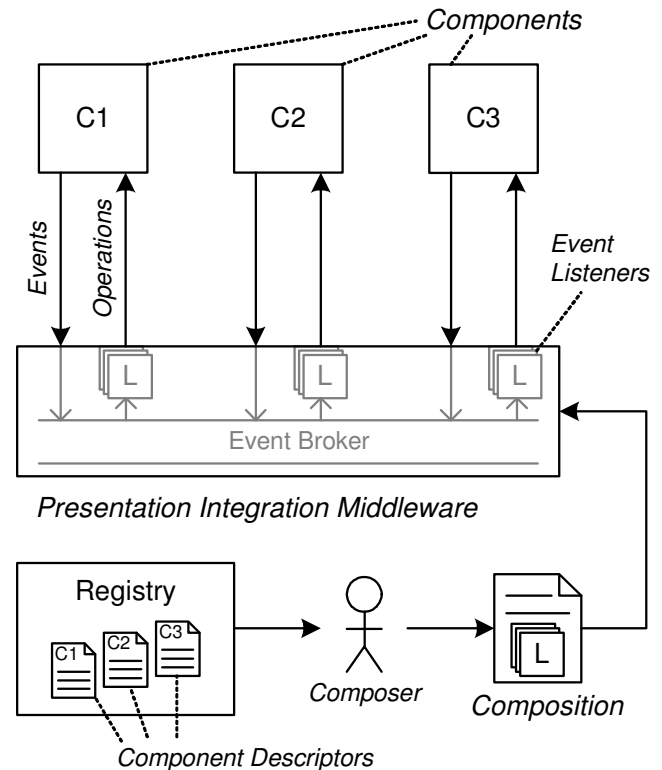 Components
C1
C2
C3
Events
Operations
Event
Listeners
L
L
L
Event Broker
Presentation Integration Middleware
Registry
C1
C2
C3
L
Composer
Composition
Component Descriptors